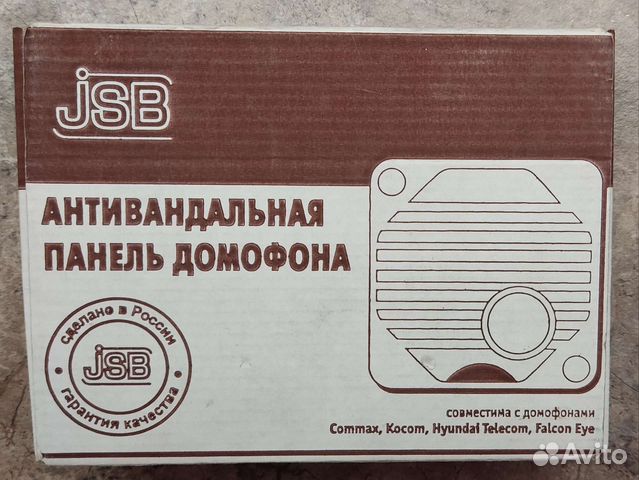 jSB
АНТИВАНДАЛЬНАЯ
ПАНЕЛЬ ДОМОФОНА
сделано в России
jSB
гарантия качества
совместима с домофонами
Commax, Kocom, Hyundai Telecom, Falcon Eye
Avito